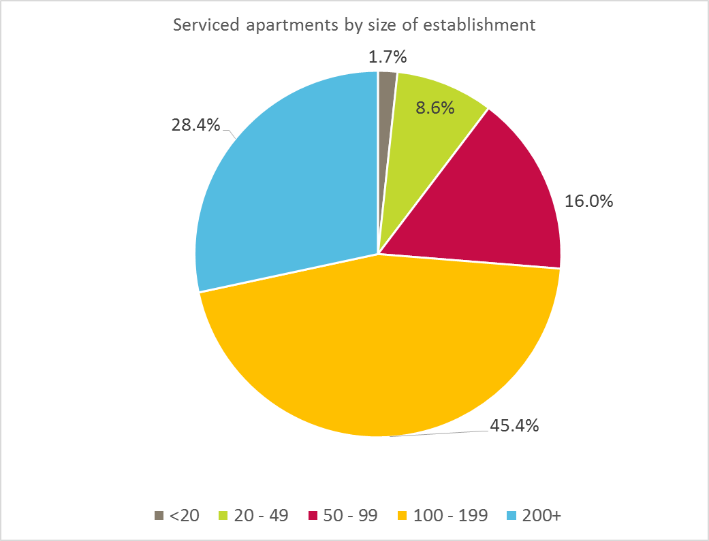 Serviced apartments by size of establishment
1.7%
8.6%
28.4%
16.0%
45.4%
<20
20 - 49
50 - 99
100 - 199
200+